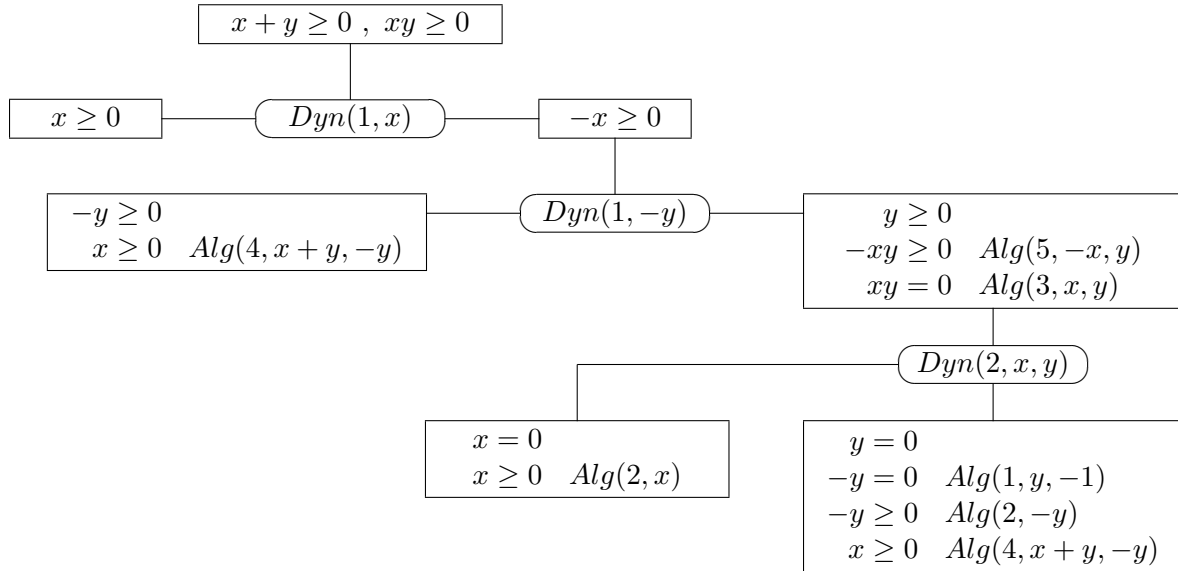 x + y ≥ 0 , xy ≥ 0
x ≥ 0
Dyn(1, x)
−x ≥ 0
−y ≥ 0
x ≥ 0 Alg(4, x + y, −y)
Dyn(1, −y)
y ≥ 0
−xy ≥ 0 Alg(5, −x, y)
xy = 0 Alg(3, x, y)
Dyn(2, x, y)
x = 0
x ≥ 0 Alg(2, x)
y = 0
−y = 0 Alg(1, y, −1)
−y ≥ 0 Alg(2, −y)
x ≥ 0 Alg(4, x + y, −y)